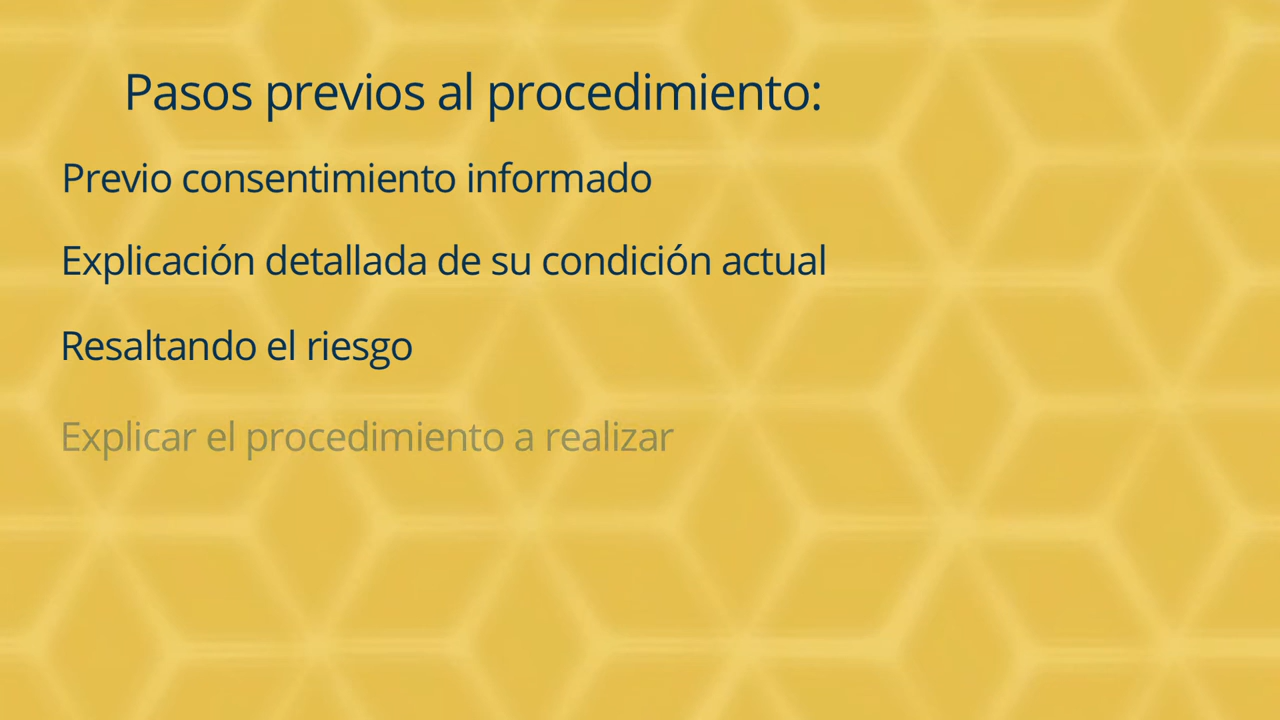 Pasos previos al procedimiento:
Previo consentimiento informado
Explicación detallada de su condición actual
Resaltando el riesgo
Explicar el procedimiento a realizar